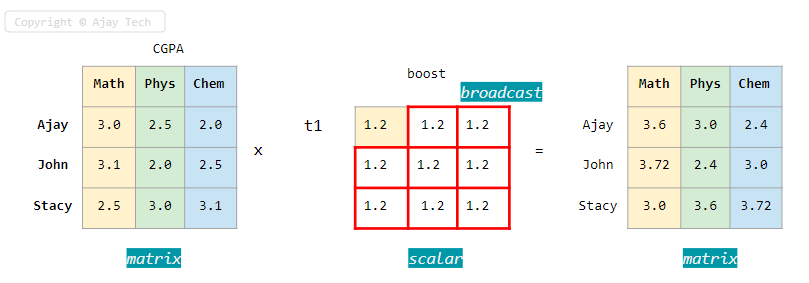 Copyright © Ajay Tech
CGPA
boost
broadcast
Math Phys Chem
Ajay 3.0 2.5 2.0
John 3.1 2.0 2.5
Stacy 2.5 3.0 3.1
matrix
x
t1
1.2 1.2 1.2
1.2 1.2 1.2
1.2 1.2 1.2
scalar
=
Math Phys Chem
Ajay 3.6 3.0 2.4
John 3.72 2.4 3.0
Stacy 3.0 3.6 3.72
matrix